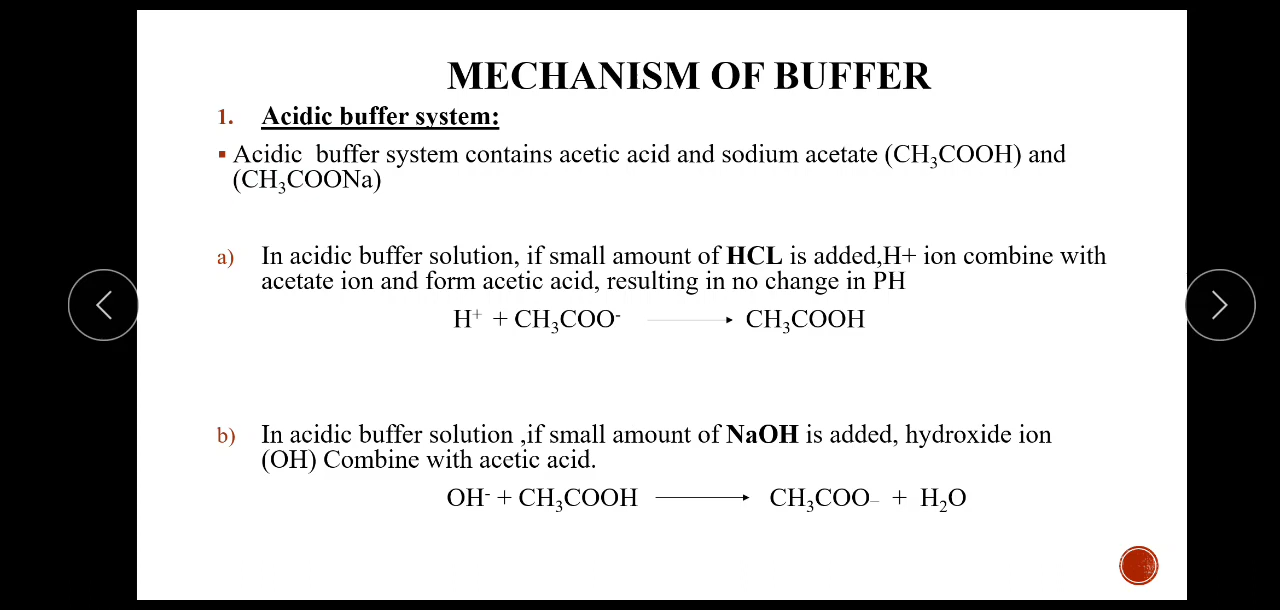 MECHANISM OF BUFFER
1. Acidic buffer system:
▪ Acidic  buffer system contains acetic acid and sodium acetate (CH₃COOH) and
(CH₃COONa)
a) In acidic buffer solution, if small amount of HCL is added,H+ ion combine with
acetate ion and form acetic acid, resulting in no change in PH
H⁺ + CH₃COO⁻ ⟶ CH₃COOH
b) In acidic buffer solution ,if small amount of NaOH is added, hydroxide ion
(OH) Combine with acetic acid.
OH⁻ + CH₃COOH ⟶ CH₃COO₋ + H₂O